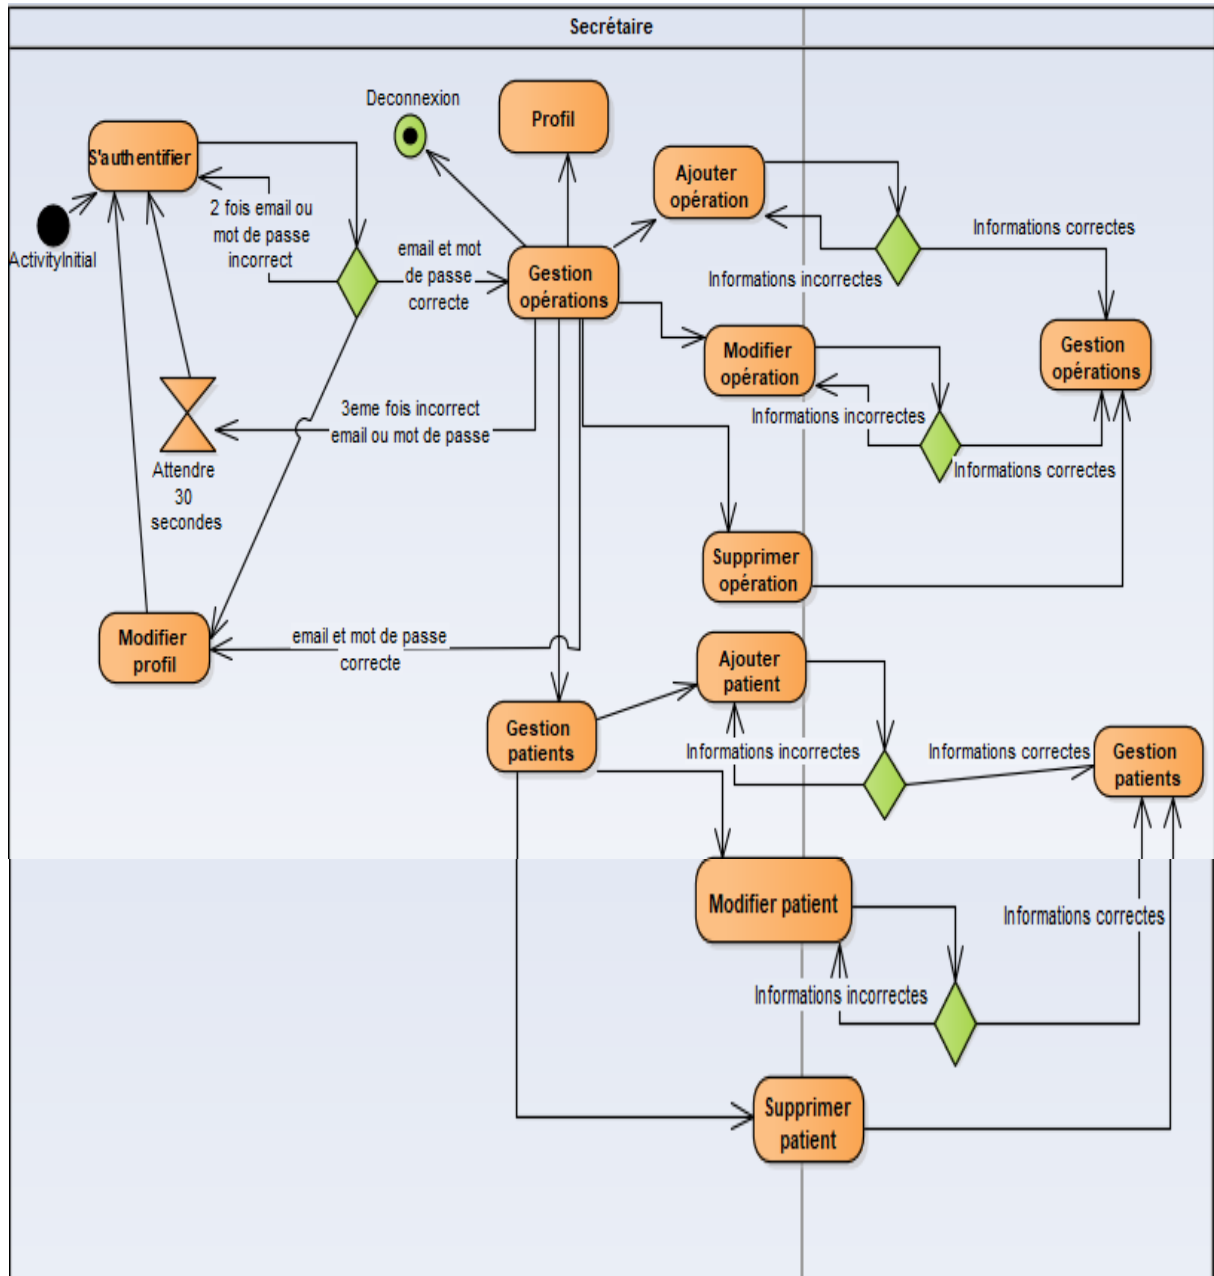 Secrétaire
Deconnexion
Profil
S'authentifier
Ajouter
opération
2 fois email ou
mot de passe
incorrect
ActivityInitial
email et mot
de passe
correcte
Gestion
opérations
Informations correctes
Informations incorrectes
Modifier
opération
Gestion
opérations
3eme fois incorrect
email ou mot de passe
Informations incorrectes
Informations correctes
Attendre
30
secondes
Supprimer
opération
Modifier
profil
email et mot de passe
correcte
Ajouter
patient
Gestion
patients
Informations incorrectes
Informations correctes
Gestion
patients
Modifier patient
Informations correctes
Informations incorrectes
Supprimer
patient